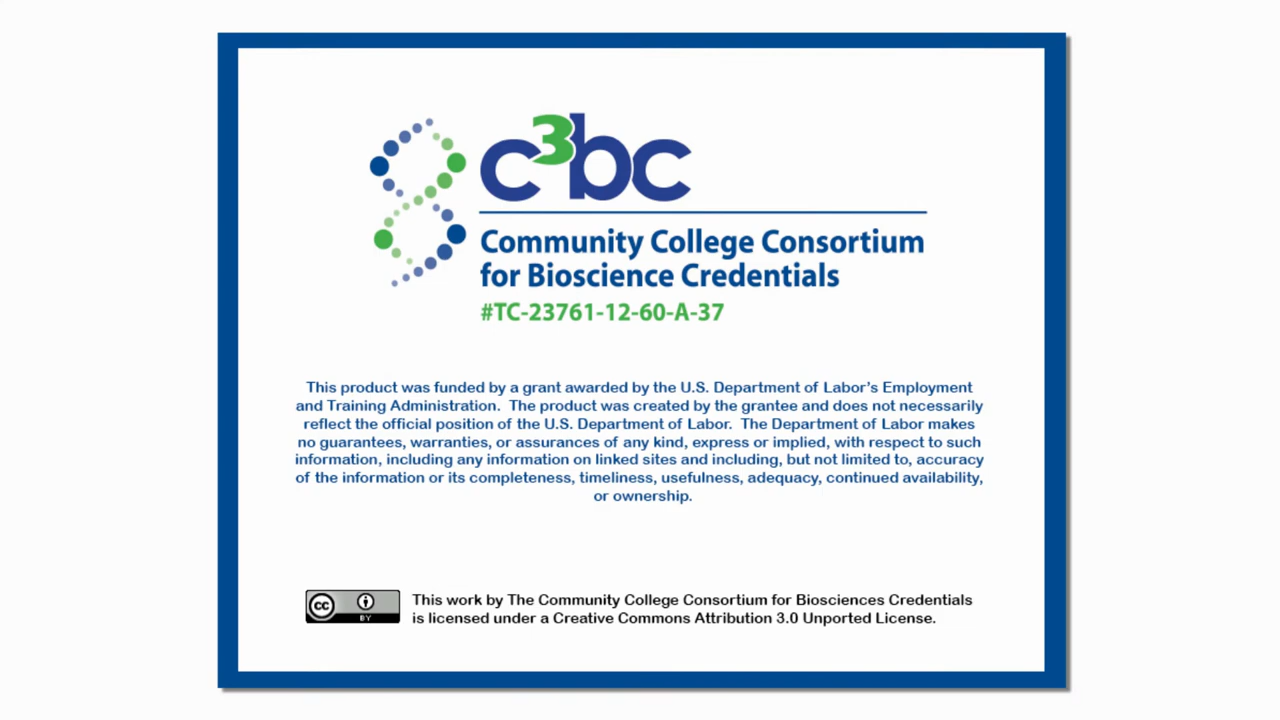 c3bc
Community College Consortium
for Bioscience Credentials
#TC-23761-12-60-A-37
This product was funded by a grant awarded by the U.S. Department of Labor’s Employment
and Training Administration.  The product was created by the grantee and does not necessarily
reflect the official position of the U.S. Department of Labor.  The Department of Labor makes
no guarantees, warranties, or assurances of any kind, express or implied, with respect to such
information, including any information on linked sites and including, but not limited to, accuracy
of the information or its completeness, timeliness, usefulness, adequacy, continued availability,
or ownership.
cc
BY
This work by The Community College Consortium for Biosciences Credentials
is licensed under a Creative Commons Attribution 3.0 Unported License.